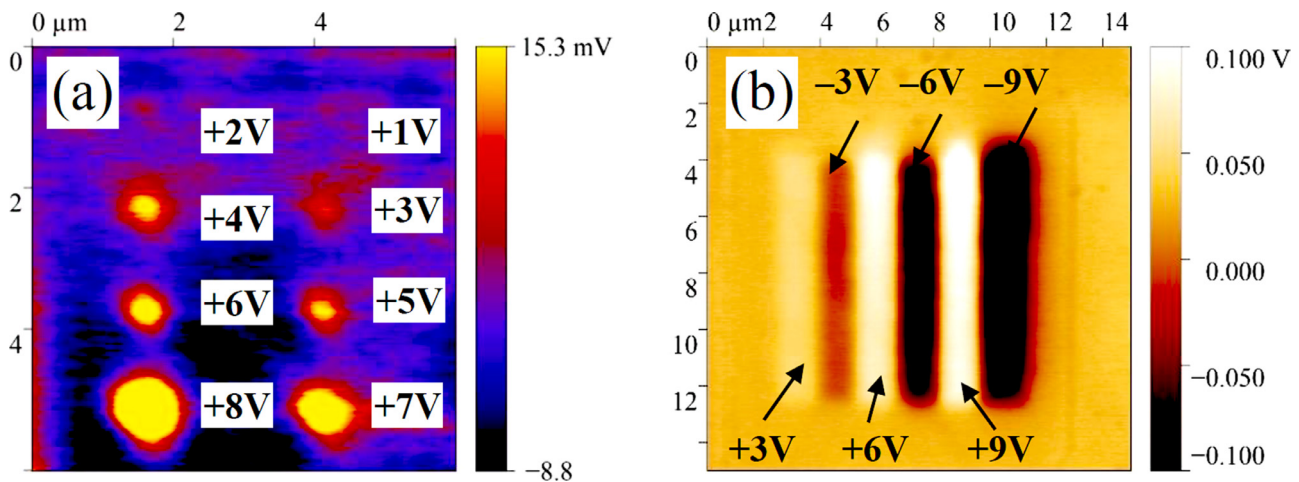 0 µm 2 4
0
2
4
(a)
+2V +1V
+4V +3V
+6V +5V
+8V +7V
15.3 mV
−8.8
0 µm 2 4 6 8 10 12 14
0
2
4
6
8
10
12
(b)
−3V −6V −9V
+3V +6V +9V
0.100 V
0.050
0.000
−0.050
−0.100